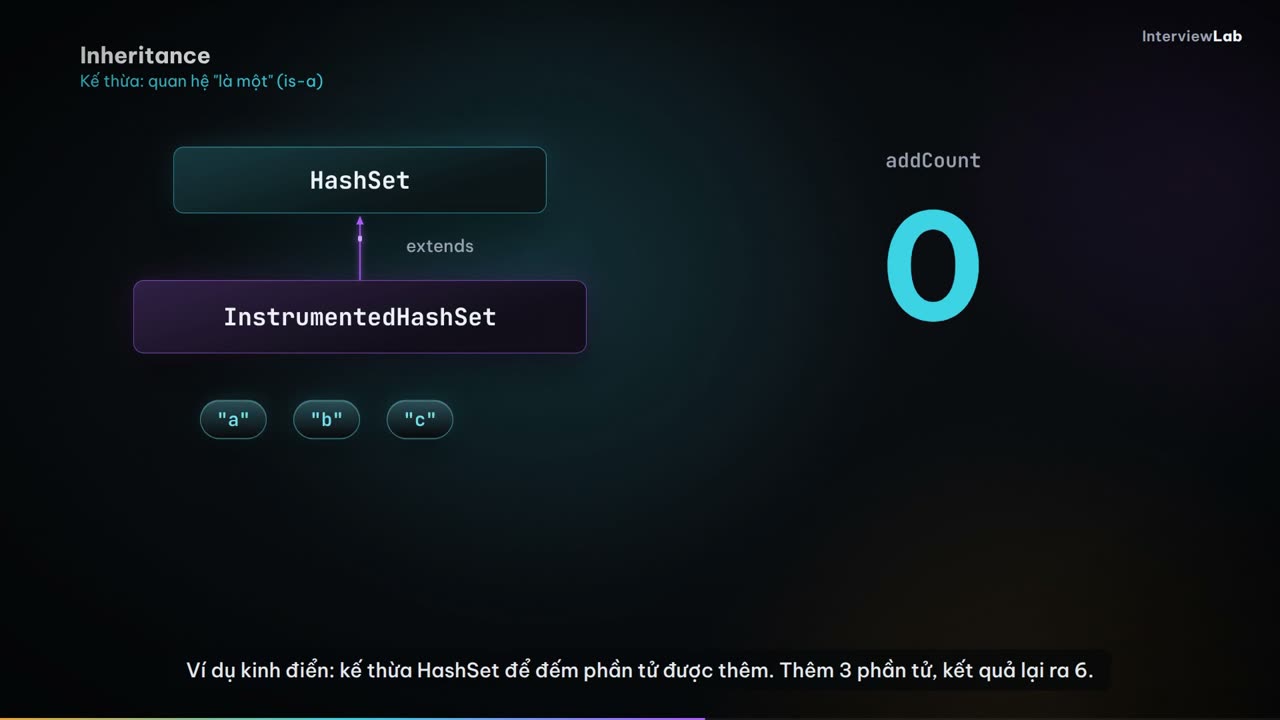 Inheritance
InterviewLab
Kế thừa: quan hệ "là một" (is-a)
HashSet
addCount
0
extends
InstrumentedHashSet
"a" "b" "c"
Ví dụ kinh điển: kế thừa HashSet để đếm phần tử được thêm. Thêm 3 phần tử, kết quả lại ra 6.